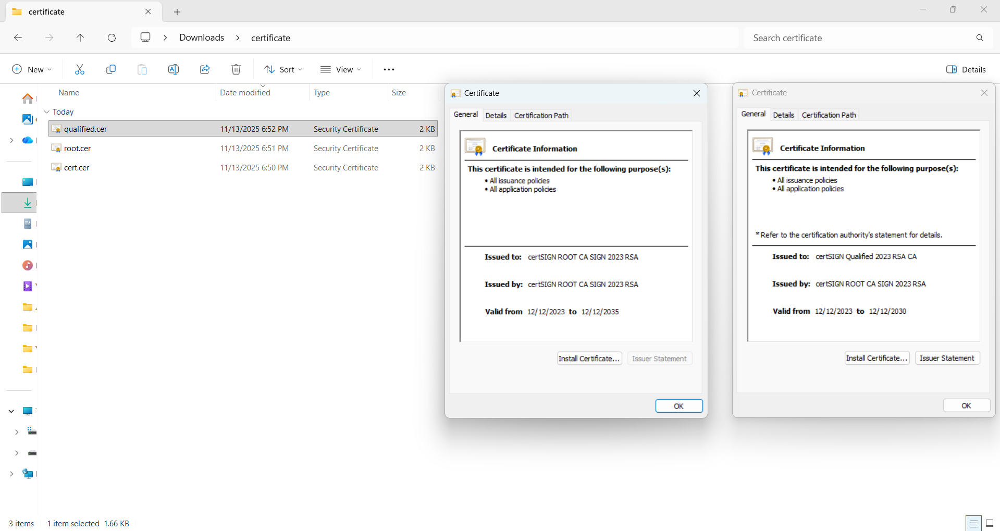 certificate
Downloads
certificate
Search certificate
New
Sort
View
Details
Name
Date modified
Type
Size
Today
qualified.cer 11/13/2025 6:52 PM Security Certificate 2 KB
root.cer 11/13/2025 6:51 PM Security Certificate 2 KB
cert.cer 11/13/2025 6:50 PM Security Certificate 2 KB
Certificate
General Details Certification Path
Certificate Information
This certificate is intended for the following purpose(s):
• All issuance policies
• All application policies
Issued to: certSIGN ROOT CA SIGN 2023 RSA
Issued by: certSIGN ROOT CA SIGN 2023 RSA
Valid from 12/12/2023 to 12/12/2035
Install Certificate...
Issuer Statement
OK
Certificate
General Details Certification Path
Certificate Information
This certificate is intended for the following purpose(s):
• All issuance policies
• All application policies
* Refer to the certification authority's statement for details.
Issued to: certSIGN Qualified 2023 RSA CA
Issued by: certSIGN ROOT CA SIGN 2023 RSA
Valid from 12/12/2023 to 12/12/2030
Install Certificate...
Issuer Statement
OK
3 items
1 item selected 1.66 KB